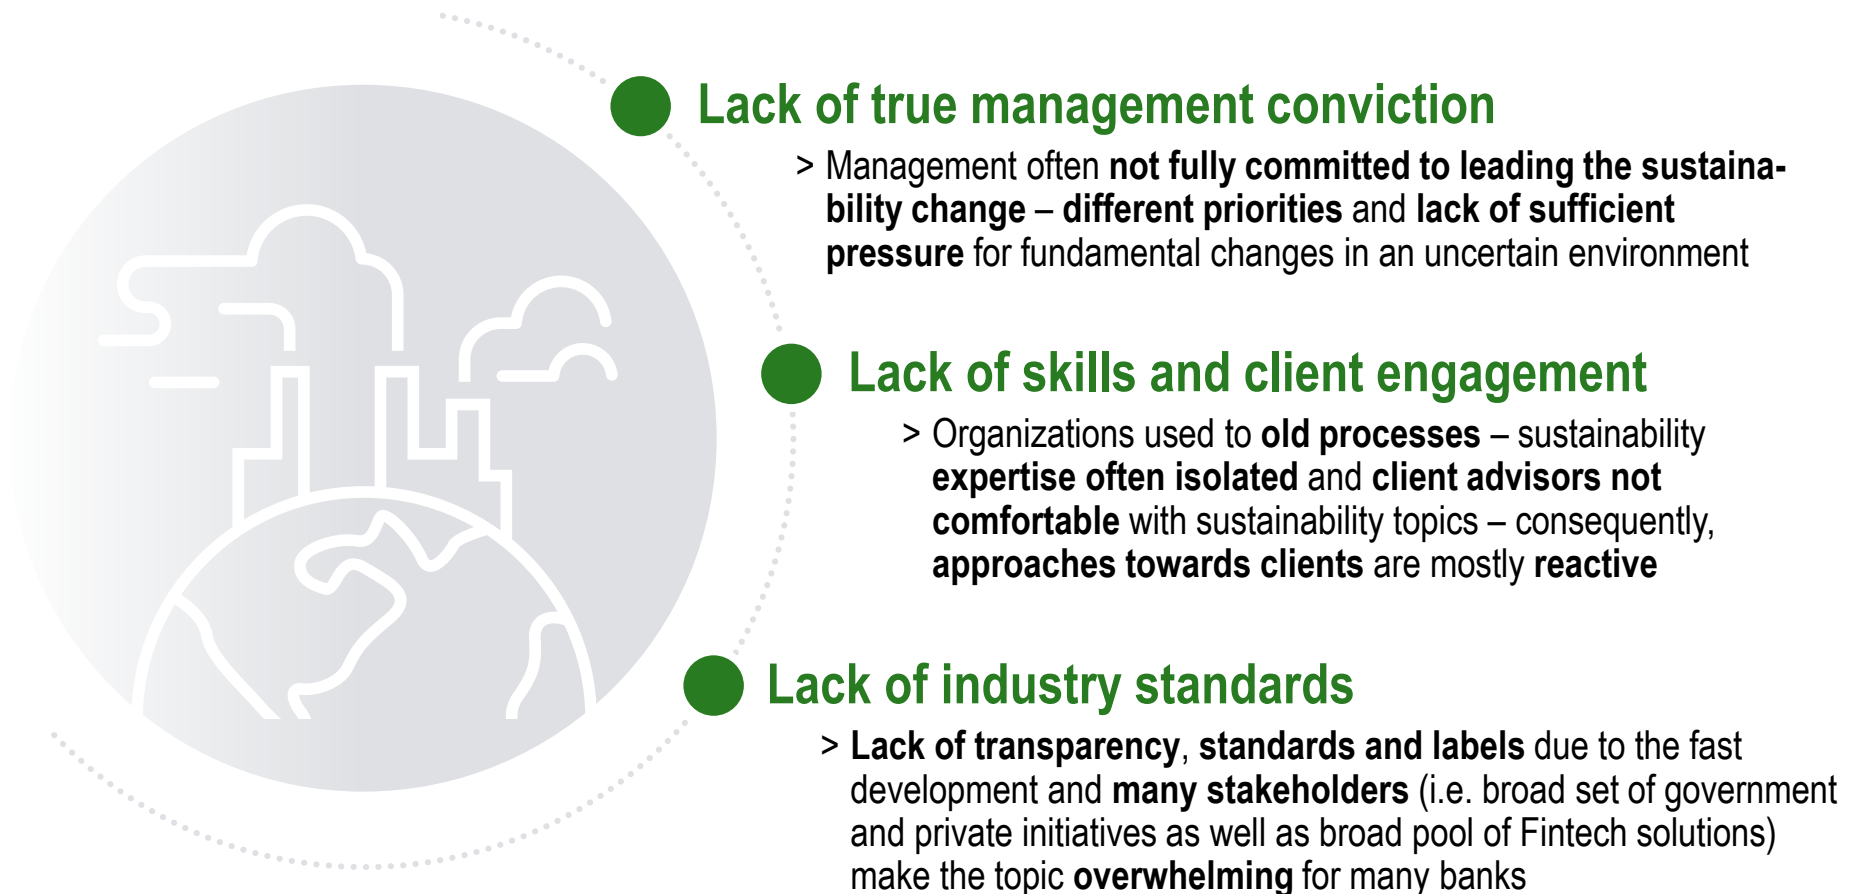 Lack of true management conviction
> Management often not fully committed to leading the sustaina-
bility change – different priorities and lack of sufficient
pressure for fundamental changes in an uncertain environment
Lack of skills and client engagement
> Organizations used to old processes – sustainability
expertise often isolated and client advisors not
comfortable with sustainability topics – consequently,
approaches towards clients are mostly reactive
Lack of industry standards
> Lack of transparency, standards and labels due to the fast
development and many stakeholders (i.e. broad set of government
and private initiatives as well as broad pool of Fintech solutions)
make the topic overwhelming for many banks